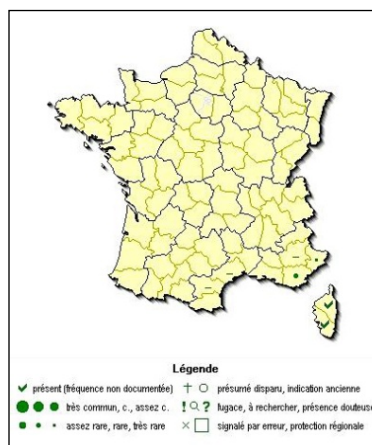 Légende
présent (fréquence non documentée)
présumé disparu, indication ancienne
très commun, c., assez c.
fugace, à rechercher, présence douteuse
assez rare, rare, très rare
signalé par erreur, protection régionale